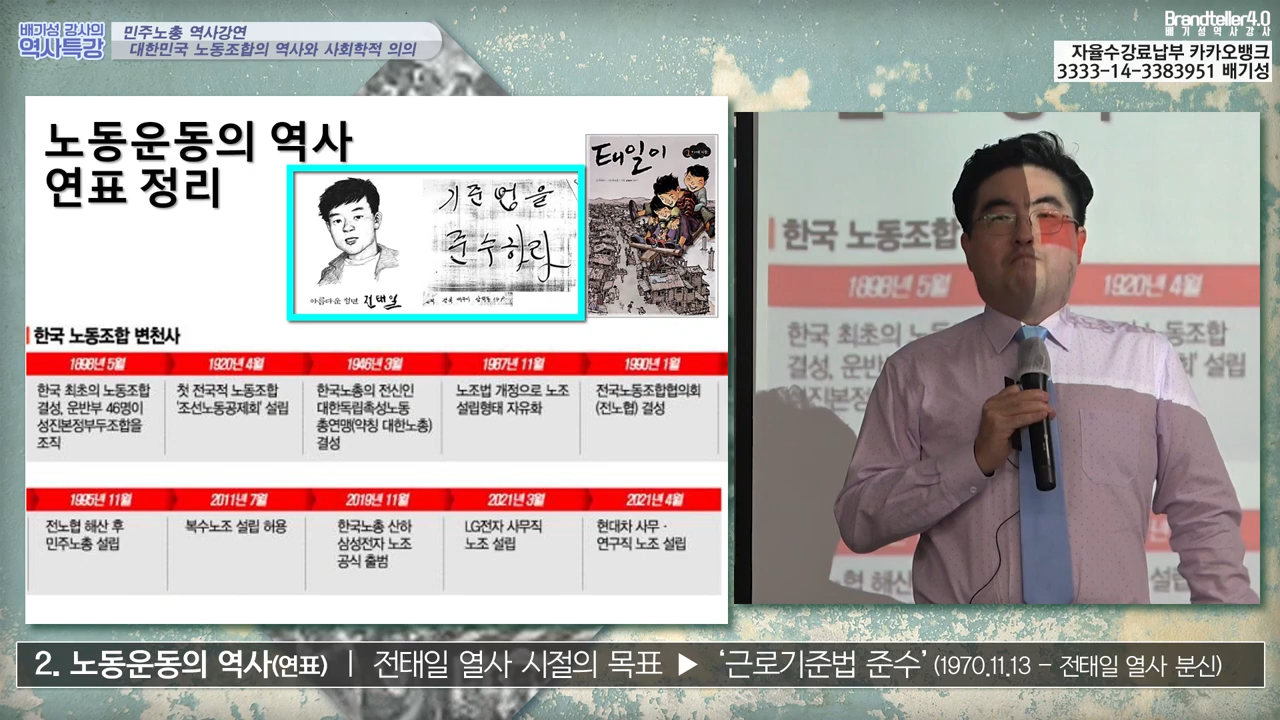 배기성 강사의
역사특강
민주노총 역사강연
대한민국 노동조합의 역사와 사회학적 의의
Brandteller4.0
배기성역사강사
자율수강료납부 카카오뱅크
3333-14-3383951 배기성
노동운동의 역사
연표 정리
아름다운 청년 전태일
기준법을
준수하라
태일이
한국 노동조합 변천사
1898년 5월 1920년 4월 1946년 3월 1987년 11월 1990년 1월
한국 최초의 노동조합
결성, 운반부 46명이
성진본정부두조합을
조직
첫 전국적 노동조합
'조선노동공제회' 설립
한국노총의 전신인
대한독립촉성노동
총연맹(약칭 대한노총)
결성
노조법 개정으로 노조
설립형태 자유화
전국노동조합협의회
(전노협) 결성
1995년 11월 2011년 7월 2019년 11월 2021년 3월 2021년 4월
전노협 해산 후
민주노총 설립
복수노조 설립 허용
한국노총 산하
삼성전자 노조
공식 출범
LG전자 사무직
노조 설립
현대차 사무·
연구직 노조 설립
한국 노동조합
1898년 5월 1920년 4월
한국 최초의 노동조합
결성, 운반 회' 설립
혁 해산 설립
2. 노동운동의 역사(연표) | 전태일 열사 시절의 목표 ▶ '근로기준법 준수' (1970.11.13 - 전태일 열사 분신)